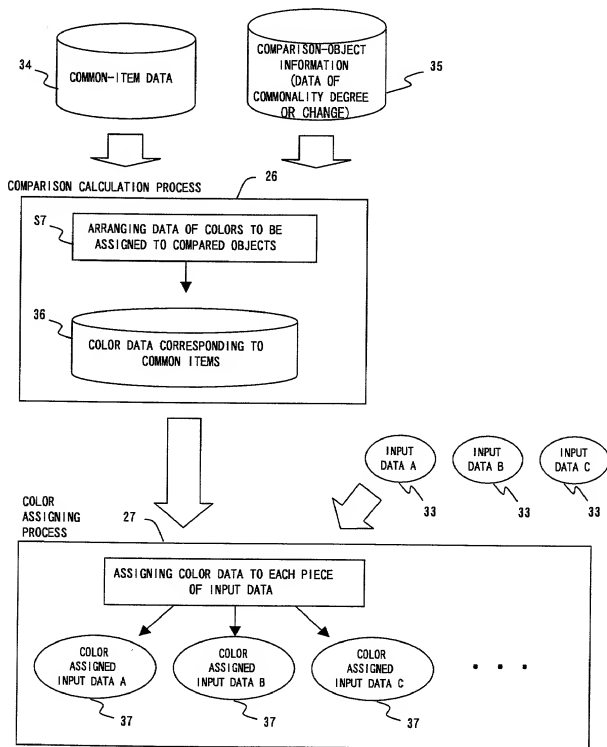 34
COMMON-ITEM DATA
COMPARISON-OBJECT
INFORMATION
(DATA OF
COMMONALITY DEGREE
OR CHANGE)
35
COMPARISON CALCULATION PROCESS
26
S7
ARRANGING DATA OF COLORS TO BE
ASSIGNED TO COMPARED OBJECTS
36
COLOR DATA CORRESPONDING TO
COMMON ITEMS
INPUT
DATA A
INPUT
DATA B
INPUT
DATA C
33
33
33
COLOR
ASSIGNING
PROCESS
27
ASSIGNING COLOR DATA TO EACH PIECE
OF INPUT DATA
COLOR
ASSIGNED
INPUT DATA A
COLOR
ASSIGNED
INPUT DATA B
COLOR
ASSIGNED
INPUT DATA C
. . .
37
37
37